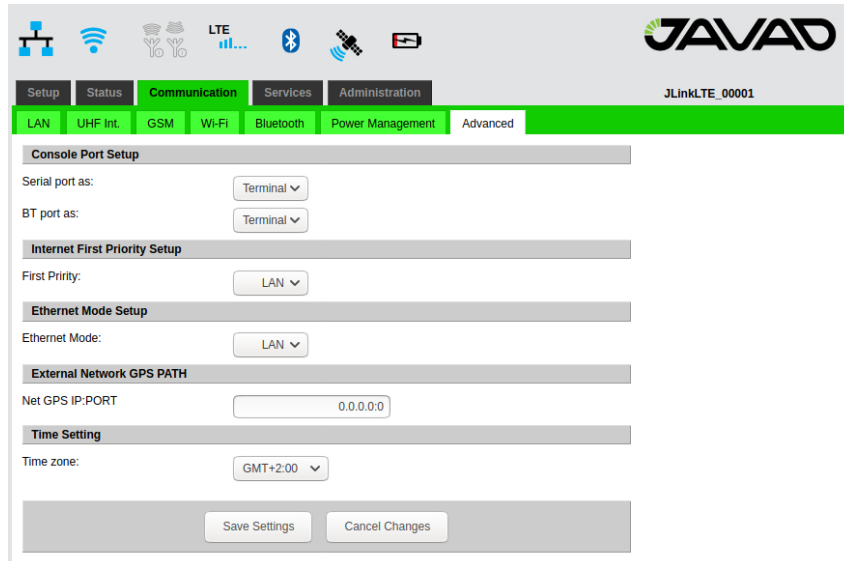 LTE
JAVAD
Setup Status Communication Services Administration JLinkLTE_00001
LAN UHF Int. GSM Wi-Fi Bluetooth Power Management Advanced
Console Port Setup
Serial port as: Terminal
BT port as: Terminal
Internet First Priority Setup
First Pririty: LAN
Ethernet Mode Setup
Ethernet Mode: LAN
External Network GPS PATH
Net GPS IP:PORT 0.0.0.0:0
Time Setting
Time zone: GMT+2:00
Save Settings Cancel Changes